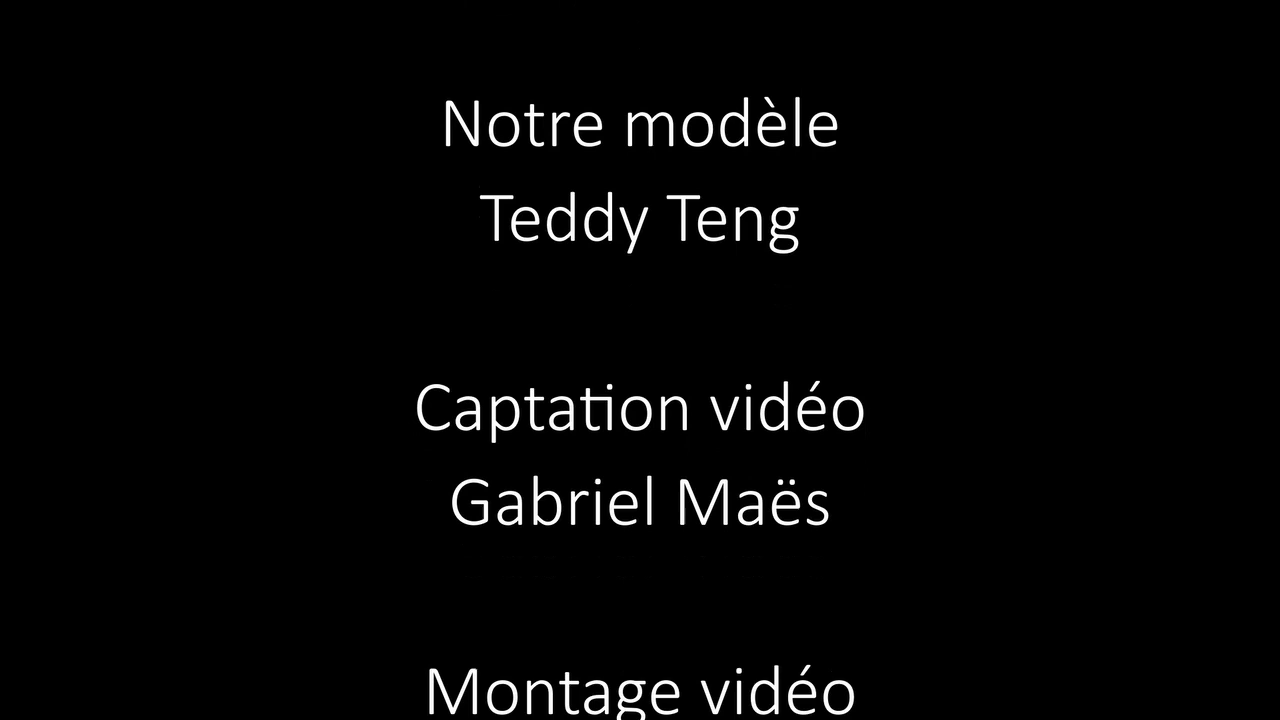 Notre modèle
Teddy Teng
Captation vidéo
Gabriel Maës
Montage vidéo